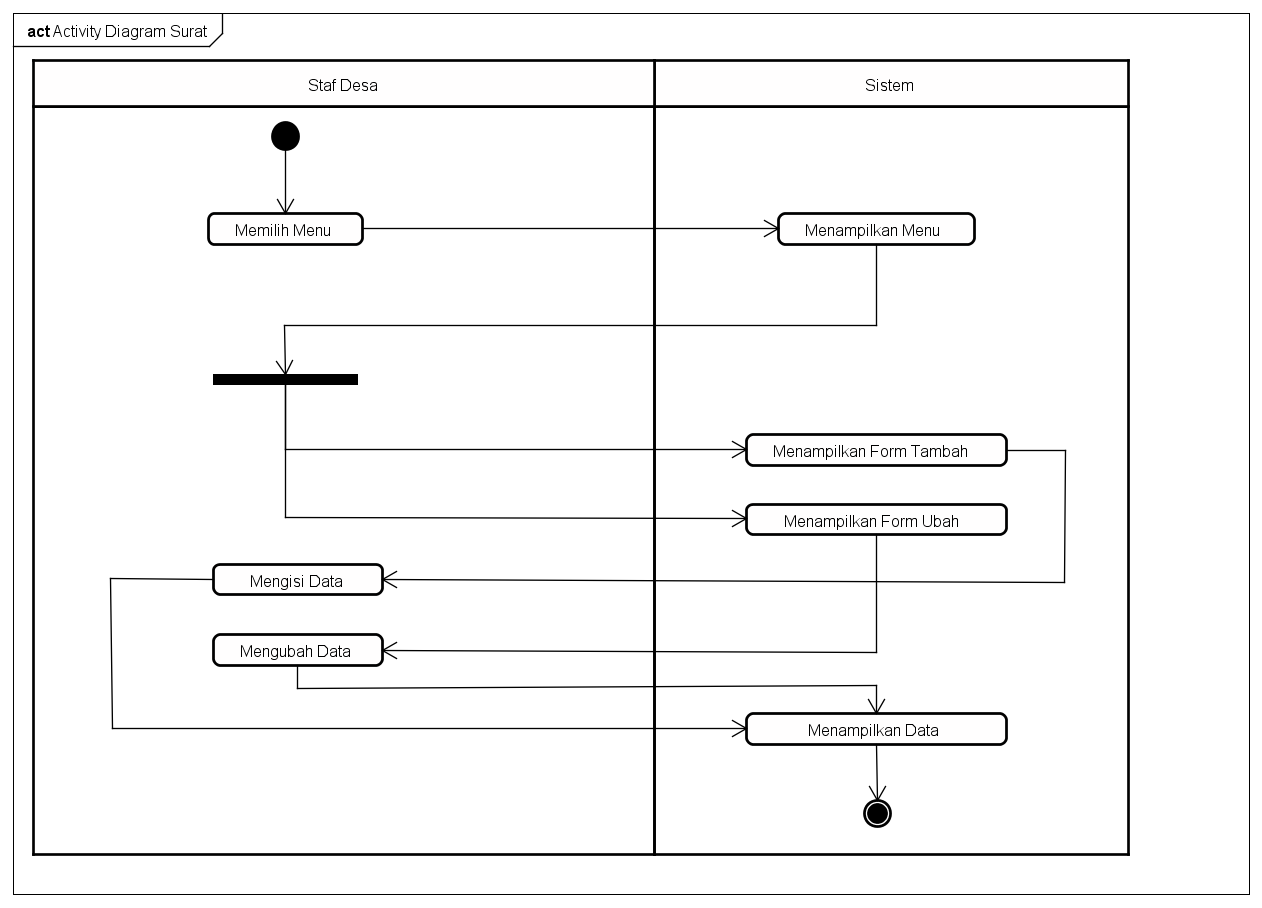 act Activity Diagram Surat
Staf Desa
Sistem
Memilih Menu
Menampilkan Menu
Menampilkan Form Tambah
Menampilkan Form Ubah
Mengisi Data
Mengubah Data
Menampilkan Data